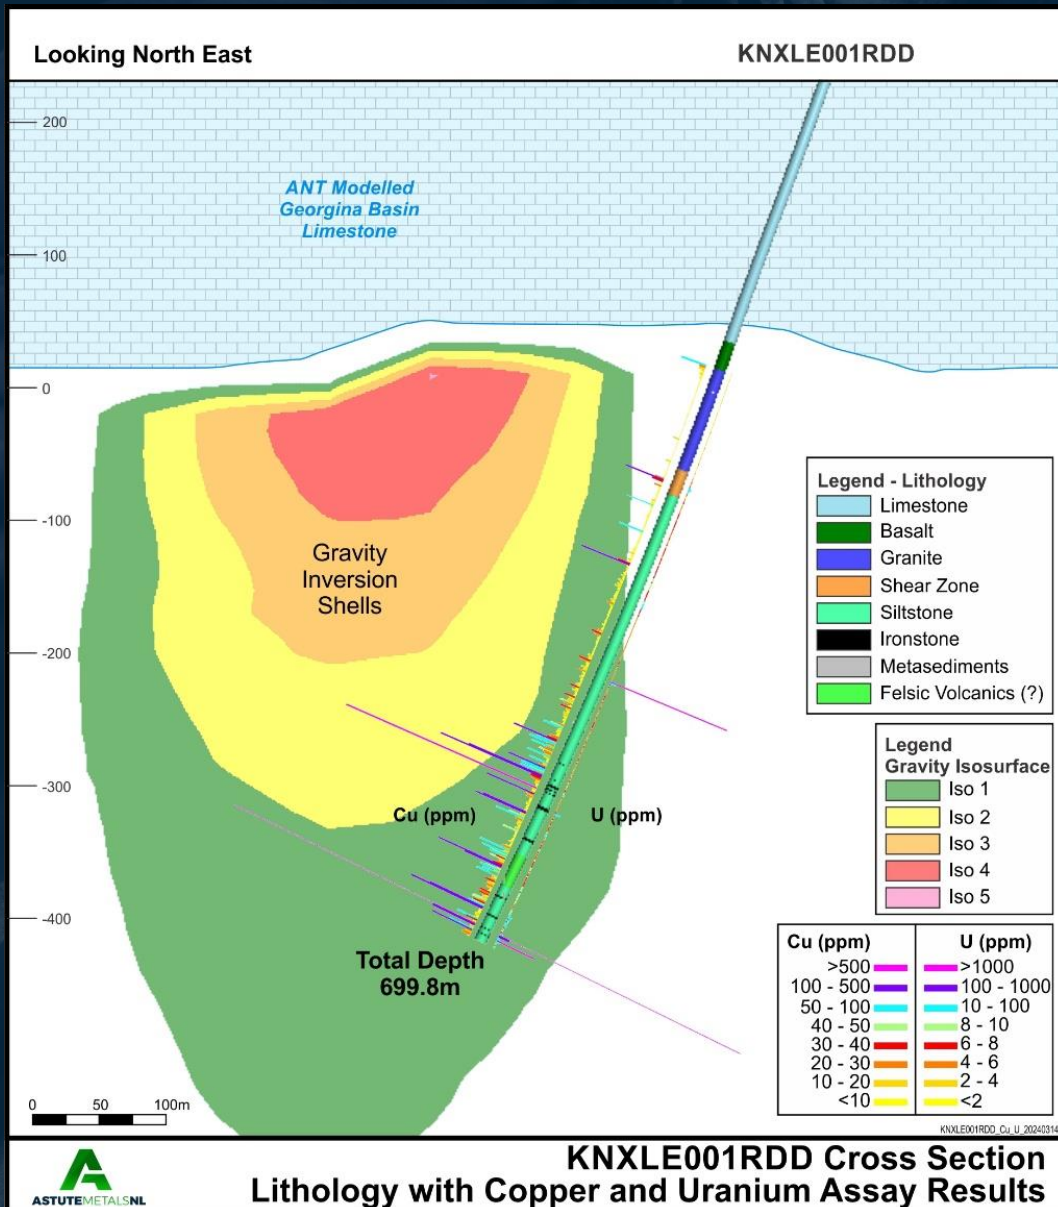 Looking North East
KNXLE001RDD
200
ANT Modelled
Georgina Basin
Limestone
100
0
-100
Gravity
Inversion
Shells
-200
-300
Cu (ppm)
U (ppm)
-400
Total Depth
699.8m
Legend - Lithology
Limestone
Basalt
Granite
Shear Zone
Siltstone
Ironstone
Metasediments
Felsic Volcanics (?)
Legend
Gravity Isosurface
Iso 1
Iso 2
Iso 3
Iso 4
Iso 5
Cu (ppm) U (ppm)
>500 >1000
100 - 500 100 - 1000
50 - 100 10 - 100
40 - 50 8 - 10
30 - 40 6 - 8
20 - 30 4 - 6
10 - 20 2 - 4
<10 <2
0 50 100m
KNXLE001RDD_Cu_U_20240314
KNXLE001RDD Cross Section
Lithology with Copper and Uranium Assay Results
ASTUTEMETALSNL